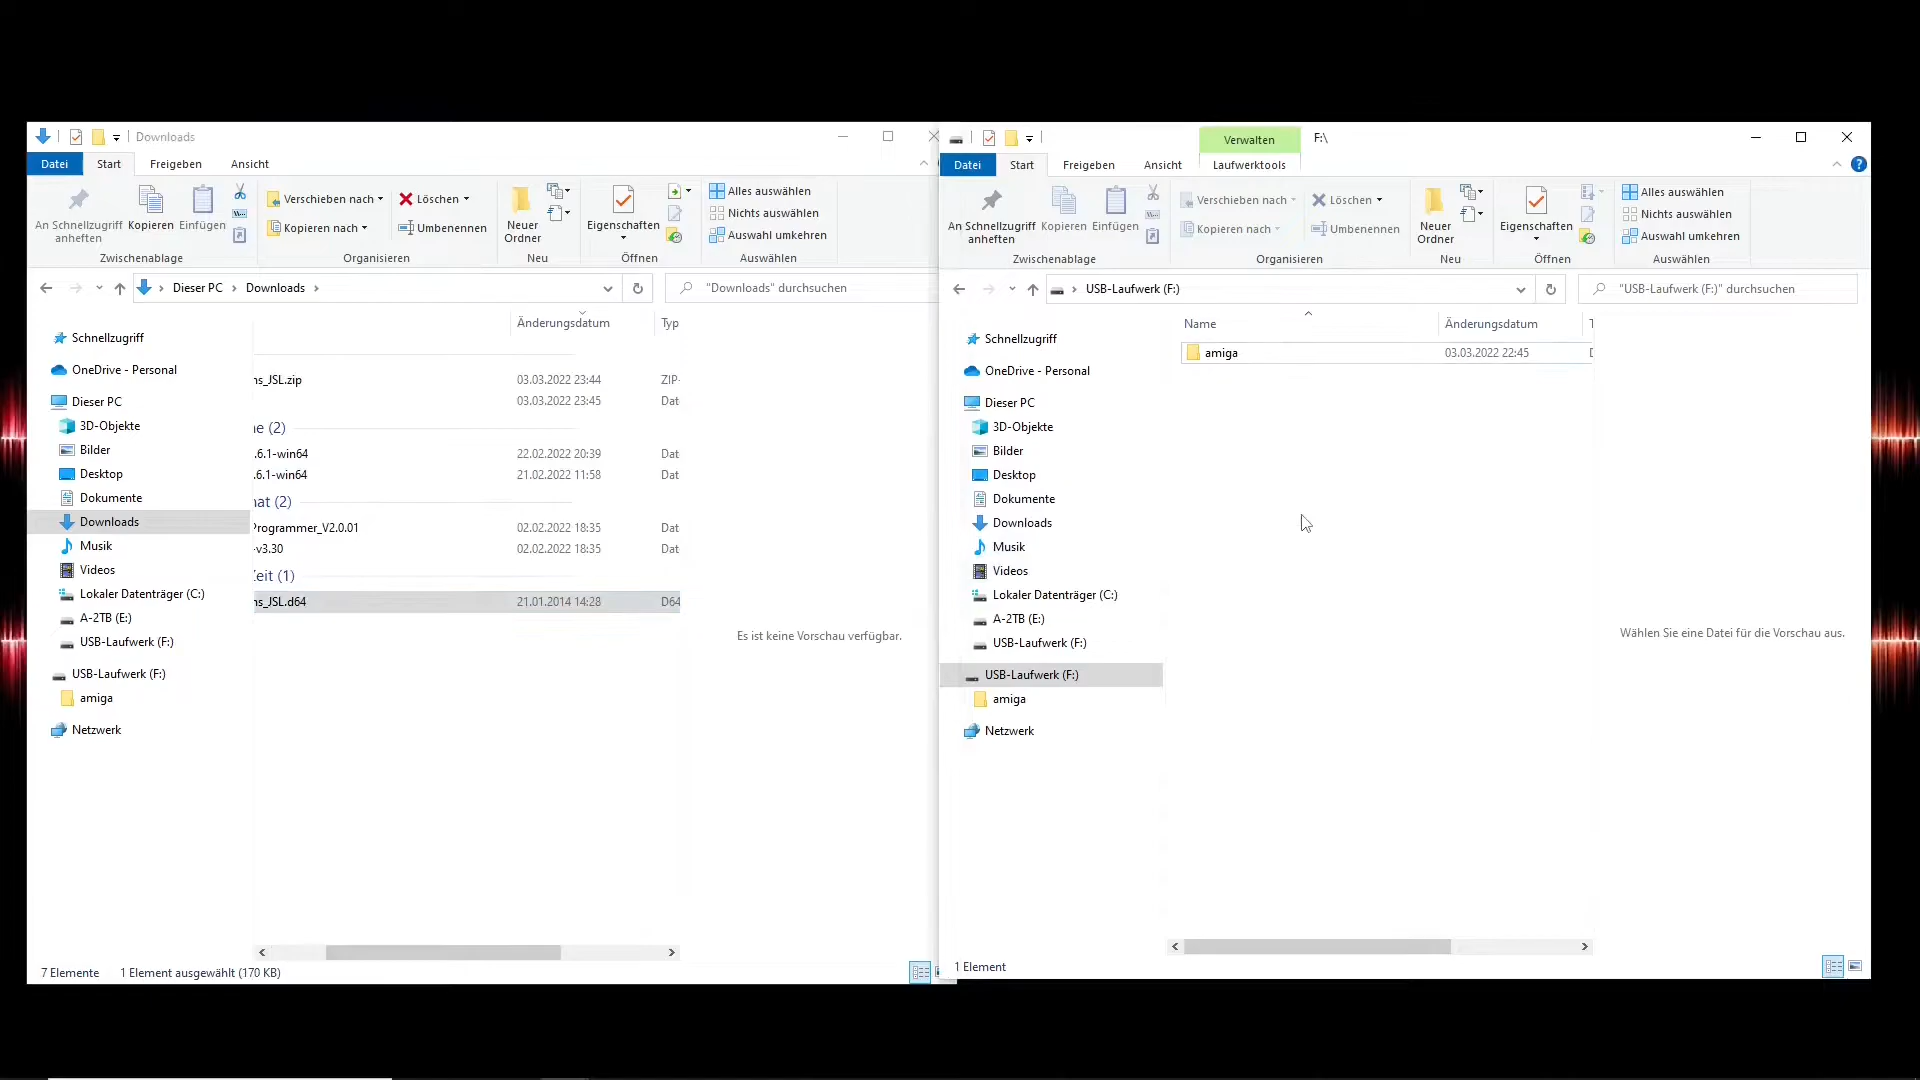 Downloads
Datei Start Freigeben Ansicht
An Schnellzugriff anheften
Kopieren
Einfügen
Verschieben nach
Kopieren nach
Löschen
Umbenennen
Neuer Ordner
Eigenschaften
Alles auswählen
Nichts auswählen
Auswahl umkehren
Zwischenablage Organisieren Neu Öffnen Auswählen
Dieser PC Downloads
"Downloads" durchsuchen
Schnellzugriff
OneDrive - Personal
Dieser PC
3D-Objekte
Bilder
Desktop
Dokumente
Downloads
Musik
Videos
Lokaler Datenträger (C:)
A-2TB (E:)
USB-Laufwerk (F:)
USB-Laufwerk (F:)
amiga
Netzwerk
Änderungsdatum Typ
ns_JSL.zip 03.03.2022 23:44 ZIP-
03.03.2022 23:45 Dat
he (2)
.6.1-win64 22.02.2022 20:39 Dat
.6.1-win64 21.02.2022 11:58 Dat
nat (2)
Programmer_V2.0.01 02.02.2022 18:35 Dat
-v3.30 02.02.2022 18:35 Dat
Zeit (1)
ns_JSL.d64 21.01.2014 14:28 D64
Es ist keine Vorschau verfügbar.
7 Elemente 1 Element ausgewählt (170 KB)
Verwalten F:\
Datei Start Freigeben Ansicht Laufwerktools
An Schnellzugriff anheften
Kopieren
Einfügen
Verschieben nach
Kopieren nach
Löschen
Umbenennen
Neuer Ordner
Eigenschaften
Alles auswählen
Nichts auswählen
Auswahl umkehren
Zwischenablage Organisieren Neu Öffnen Auswählen
USB-Laufwerk (F:)
"USB-Laufwerk (F:)" durchsuchen
Schnellzugriff
OneDrive - Personal
Dieser PC
3D-Objekte
Bilder
Desktop
Dokumente
Downloads
Musik
Videos
Lokaler Datenträger (C:)
A-2TB (E:)
USB-Laufwerk (F:)
USB-Laufwerk (F:)
amiga
Netzwerk
Name Änderungsdatum
amiga 03.03.2022 22:45
Wählen Sie eine Datei für die Vorschau aus.
1 Element